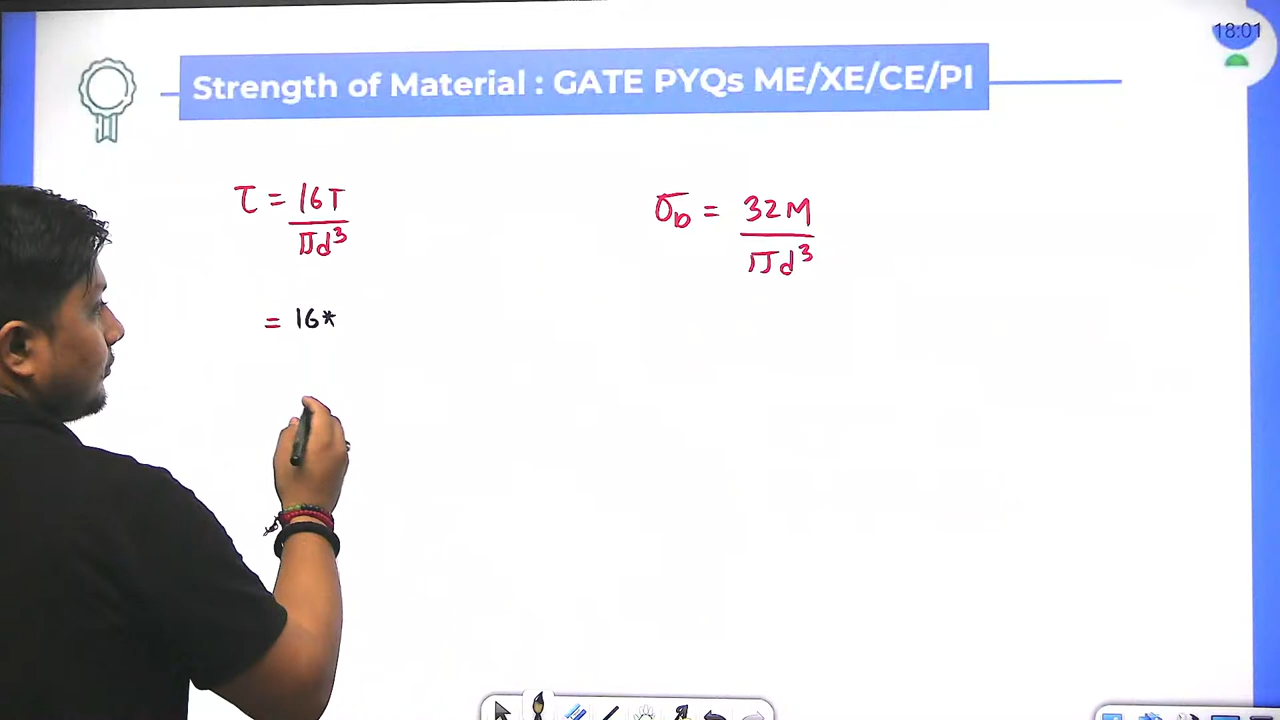 18:01
Strength of Material : GATE PYQs ME/XE/CE/PI
τ = 16T / πd³
σb = 32M / πd³
= 16*